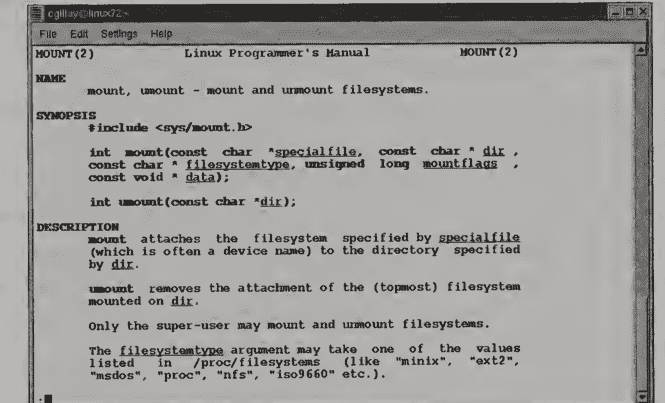 cgillay@linux72:~
File Edit Settings Help
MOUNT(2) Linux Programmer's Manual MOUNT(2)
NAME
mount, umount - mount and unmount filesystems.
SYNOPSIS
#include <sys/mount.h>
int mount(const char *specialfile, const char * dir ,
const char * filesystemtype, unsigned long mountflags ,
const void * data);
int umount(const char *dir);
DESCRIPTION
mount attaches the filesystem specified by specialfile
(which is often a device name) to the directory specified
by dir.
umount removes the attachment of the (topmost) filesystem
mounted on dir.
Only the super-user may mount and unmount filesystems.
The filesystemtype argument may take one of the values
listed in /proc/filesystems (like "minix", "ext2",
"msdos", "proc", "nfs", "iso9660" etc.).
: